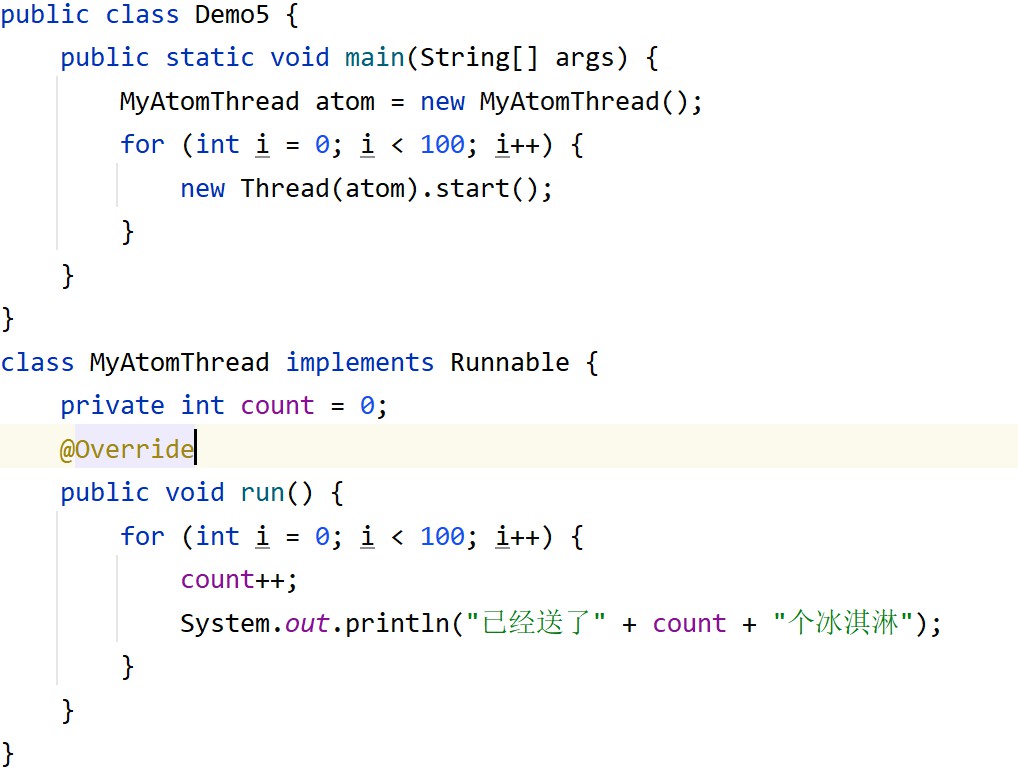 public class Demo5 {
    public static void main(String[] args) {
        MyAtomThread atom = new MyAtomThread();
        for (int i = 0; i < 100; i++) {
            new Thread(atom).start();
        }
    }
}
class MyAtomThread implements Runnable {
    private int count = 0;
    @Override
    public void run() {
        for (int i = 0; i < 100; i++) {
            count++;
            System.out.println("已经送了" + count + "个冰淇淋");
        }
    }
}